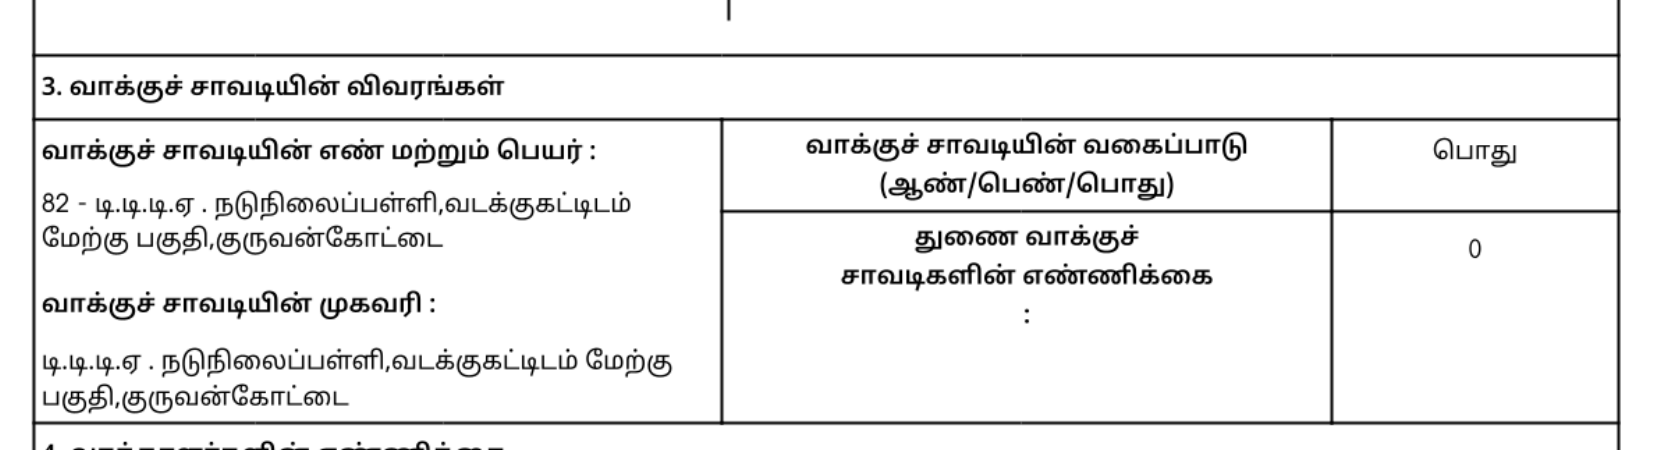 3. வாக்குச் சாவடியின் விவரங்கள்
வாக்குச் சாவடியின் எண் மற்றும் பெயர் :
82 - டி.டி.டி.ஏ . நடுநிலைப்பள்ளி,வடக்குகட்டிடம்
மேற்கு பகுதி,குருவன்கோட்டை
வாக்குச் சாவடியின் முகவரி :
டி.டி.டி.ஏ . நடுநிலைப்பள்ளி,வடக்குகட்டிடம் மேற்கு
பகுதி,குருவன்கோட்டை
வாக்குச் சாவடியின் வகைப்பாடு
(ஆண்/பெண்/பொது)
பொது
துணை வாக்குச்
சாவடிகளின் எண்ணிக்கை
:
0